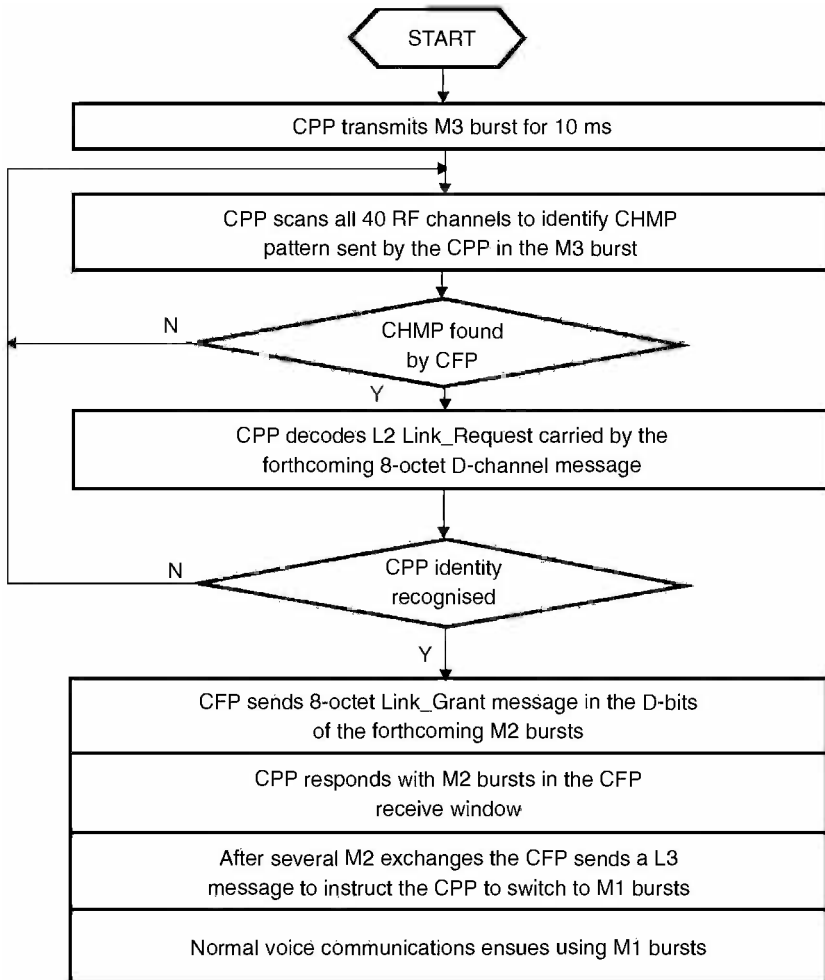 START
CPP transmits M3 burst for 10 ms
CPP scans all 40 RF channels to identify CHMP
pattern sent by the CPP in the M3 burst
N
CHMP found
by CFP
Y
CPP decodes L2 Link_Request carried by the
forthcoming 8-octet D-channel message
N
CPP identity
recognised
Y
CFP sends 8-octet Link_Grant message in the D-bits
of the forthcoming M2 bursts
CPP responds with M2 bursts in the CFP
receive window
After several M2 exchanges the CFP sends a L3
message to instruct the CPP to switch to M1 bursts
Normal voice communications ensues using M1 bursts